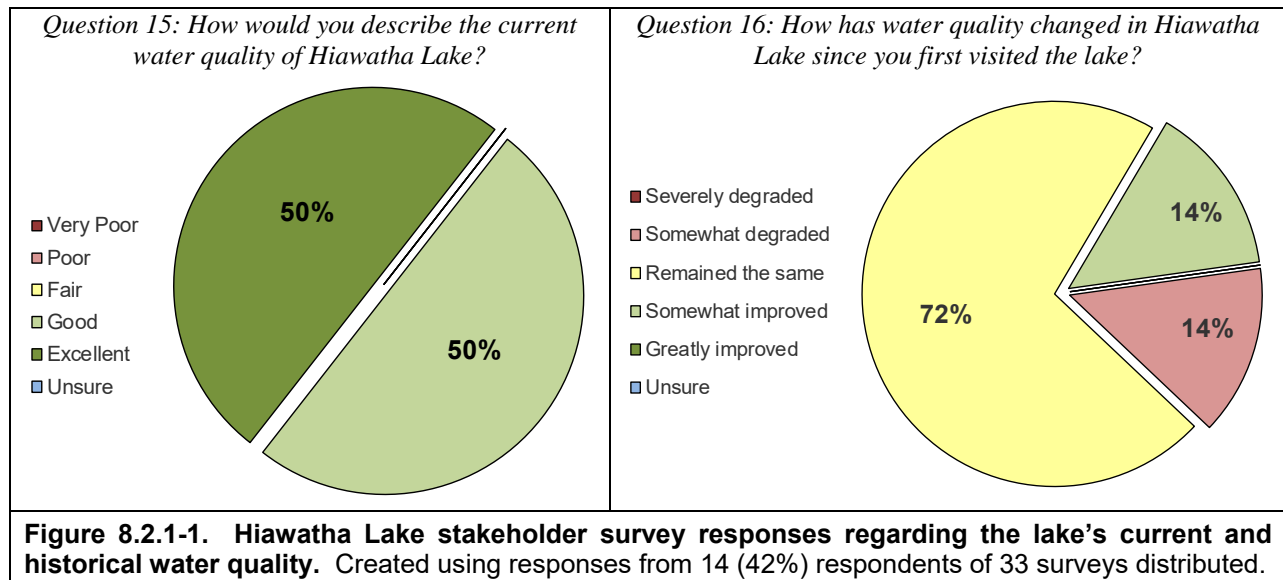 Question 15: How would you describe the current
water quality of Hiawatha Lake?
50%
50%
Very Poor
Poor
Fair
Good
Excellent
Unsure
Question 16: How has water quality changed in Hiawatha
Lake since you first visited the lake?
Severely degraded
Somewhat degraded
Remained the same
Somewhat improved
Greatly improved
Unsure
14%
72%
14%
Figure 8.2.1-1. Hiawatha Lake stakeholder survey responses regarding the lake's current and
historical water quality. Created using responses from 14 (42%) respondents of 33 surveys distributed.